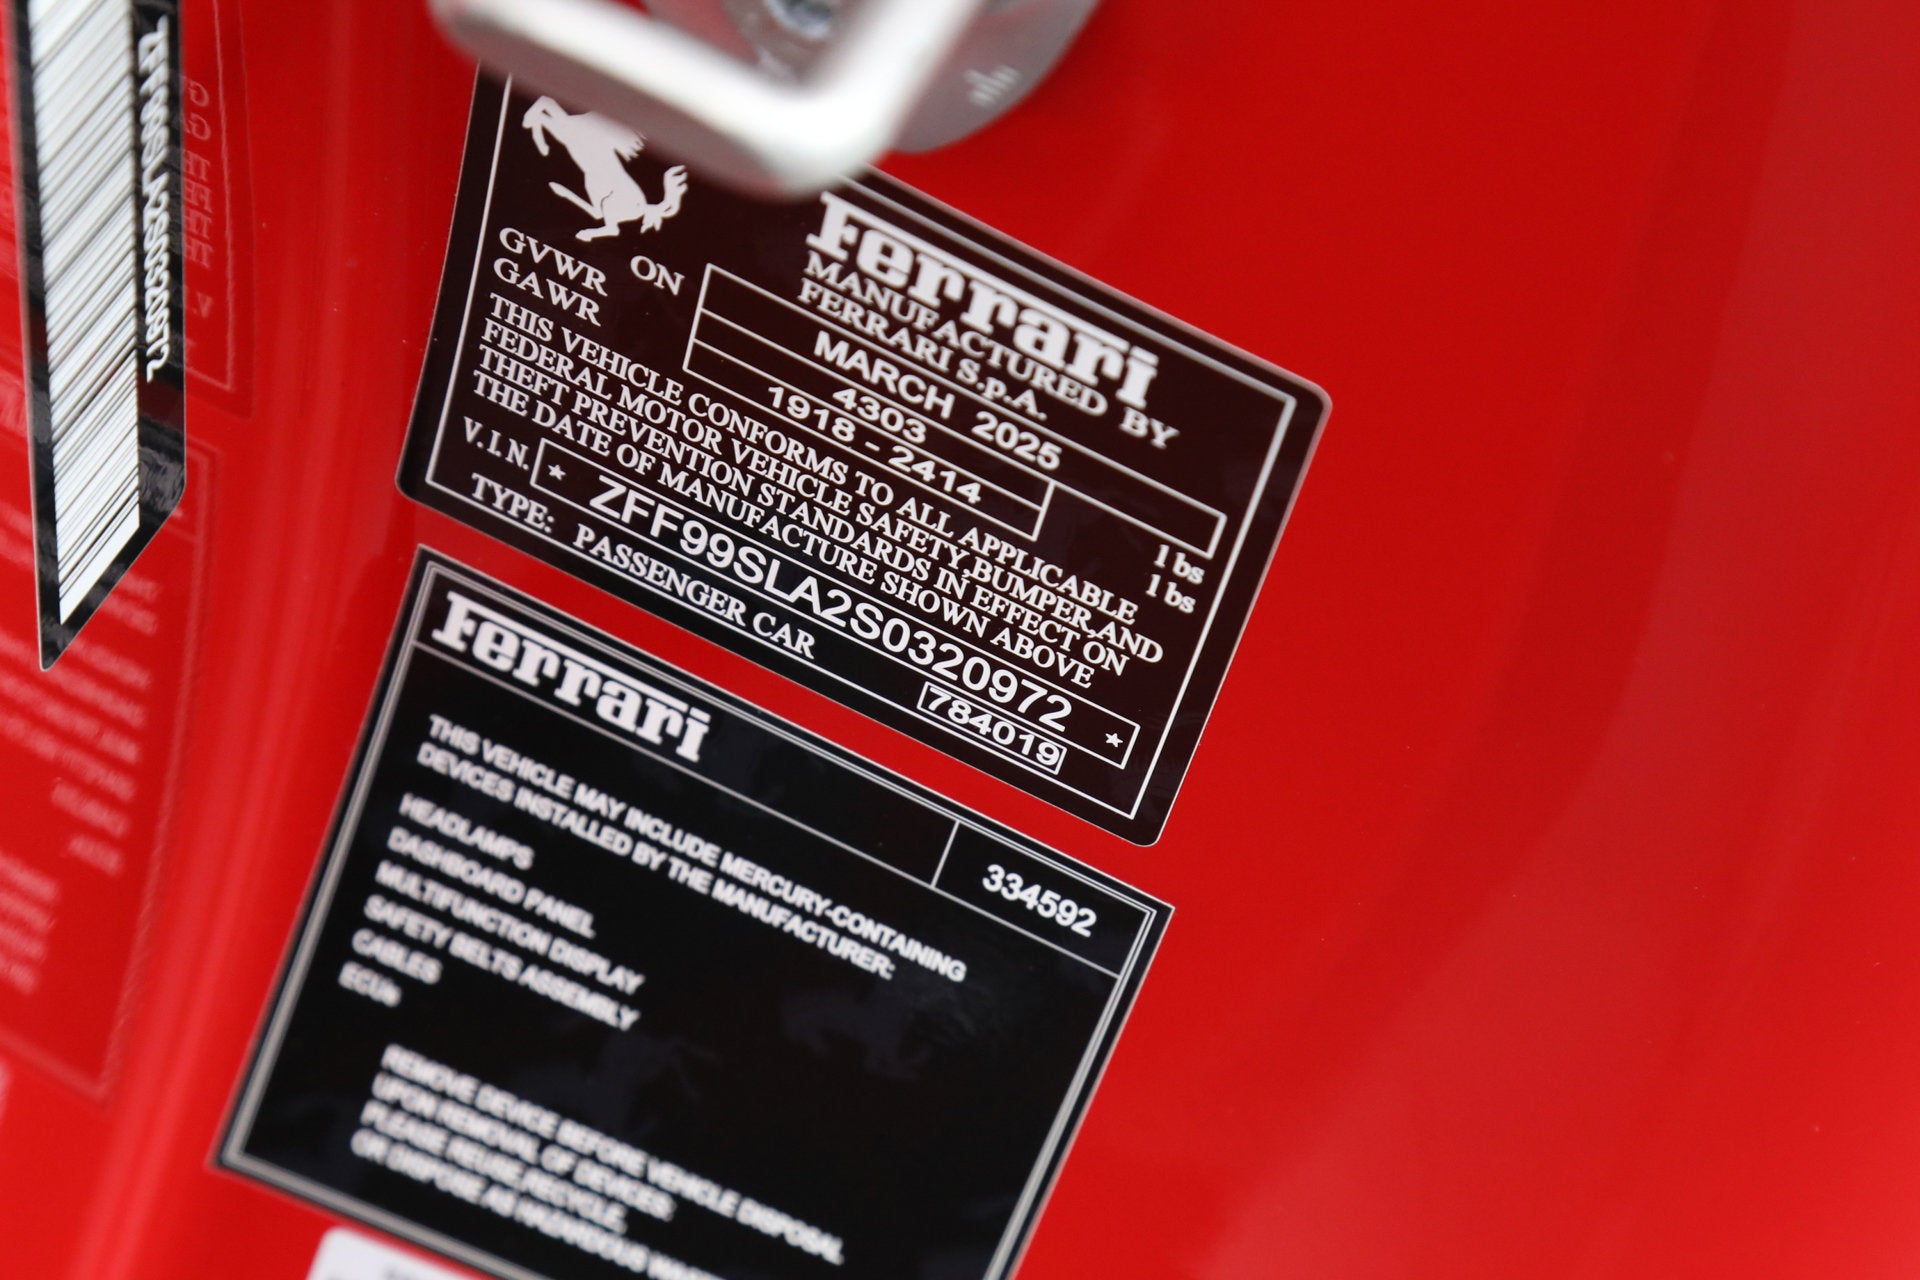 Ferrari
MANUFACTURED BY
FERRARI S.p.A.
ON MARCH 2025
GVWR 4303 lbs
GAWR 1918 - 2414 lbs
THIS VEHICLE CONFORMS TO ALL APPLICABLE
FEDERAL MOTOR VEHICLE SAFETY,BUMPER,AND
THEFT PREVENTION STANDARDS IN EFFECT ON
THE DATE OF MANUFACTURE SHOWN ABOVE
V.I.N. * ZFF99SLA2S0320972 *
TYPE: PASSENGER CAR 784019
Ferrari
334592
THIS VEHICLE MAY INCLUDE MERCURY-CONTAINING
DEVICES INSTALLED BY THE MANUFACTURER:
HEADLAMPS
DASHBOARD PANEL
MULTIFUNCTION DISPLAY
SAFETY BELTS ASSEMBLY
CABLES
ECUs
REMOVE DEVICE BEFORE VEHICLE DISPOSAL
UPON REMOVAL OF DEVICES
PLEASE REUSE,RECYCLE,
OR DISPOSE AS HAZARDOUS